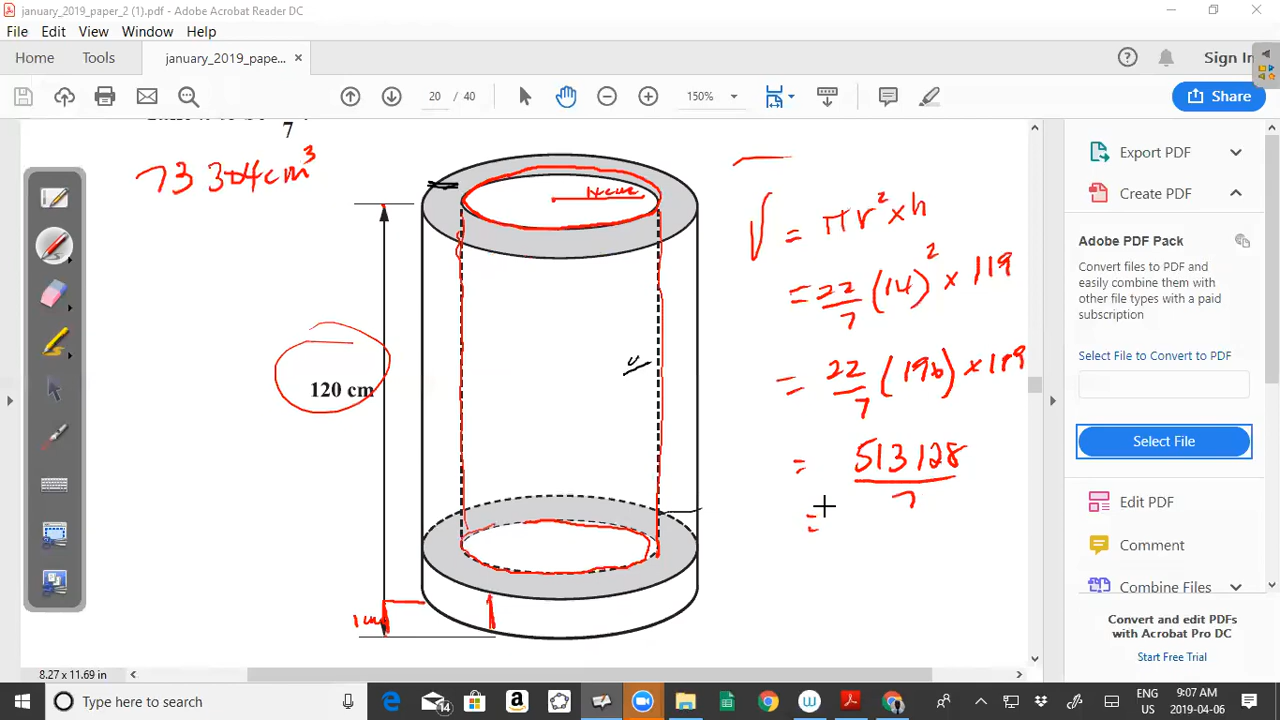 january_2019_paper_2 (1).pdf - Adobe Acrobat Reader DC
File Edit View Window Help
Home Tools january_2019_pape... × Sign In
20 / 40 150% Share
7
73304cm³
14cm
120 cm
1cm
V = πr² × h
= 22/7 (14)² × 119
= 22/7 (196) × 119
= 513128/7
=
Export PDF
Create PDF
Adobe PDF Pack
Convert files to PDF and
easily combine them with
other file types with a paid
subscription
Select File to Convert to PDF
Select File
Edit PDF
Comment
Combine Files
Convert and edit PDFs
with Acrobat Pro DC
Start Free Trial
8.27 x 11.69 in
Type here to search
14
ENG 9:07 AM
US 2019-04-06